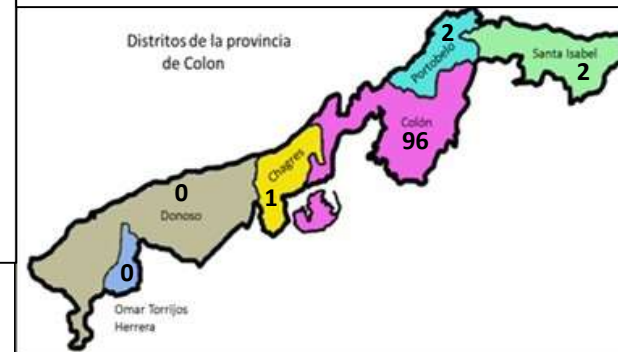 Distritos de la provincia
de Colon
2
Portobelo
Santa Isabel
2
Colón
96
Chagres
1
0
Donoso
0
Omar Torrijos
Herrera